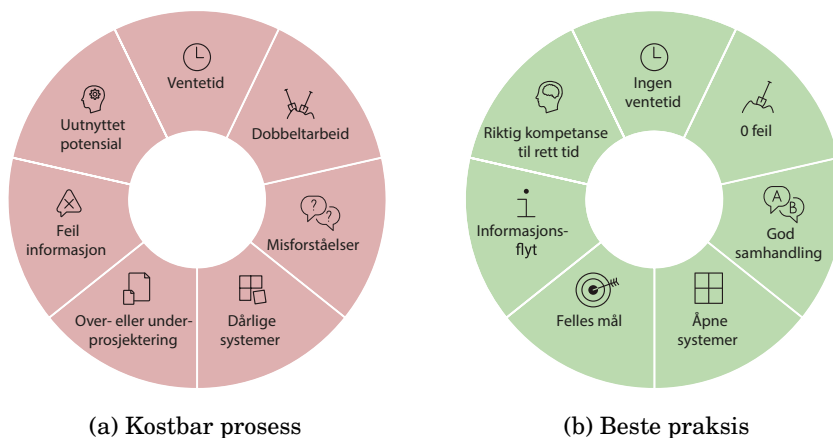 Ventetid
Dobbeltarbeid
?
?
Misforståelser
Dårlige
systemer
Over- eller under-
prosjektering
Feil
informasjon
Uutnyttet
potensial
(a) Kostbar prosess
Ingen
ventetid
0 feil
A
B
God
samhandling
Åpne
systemer
Felles mål
i
Informasjons-
flyt
Riktig kompetanse
til rett tid
(b) Beste praksis